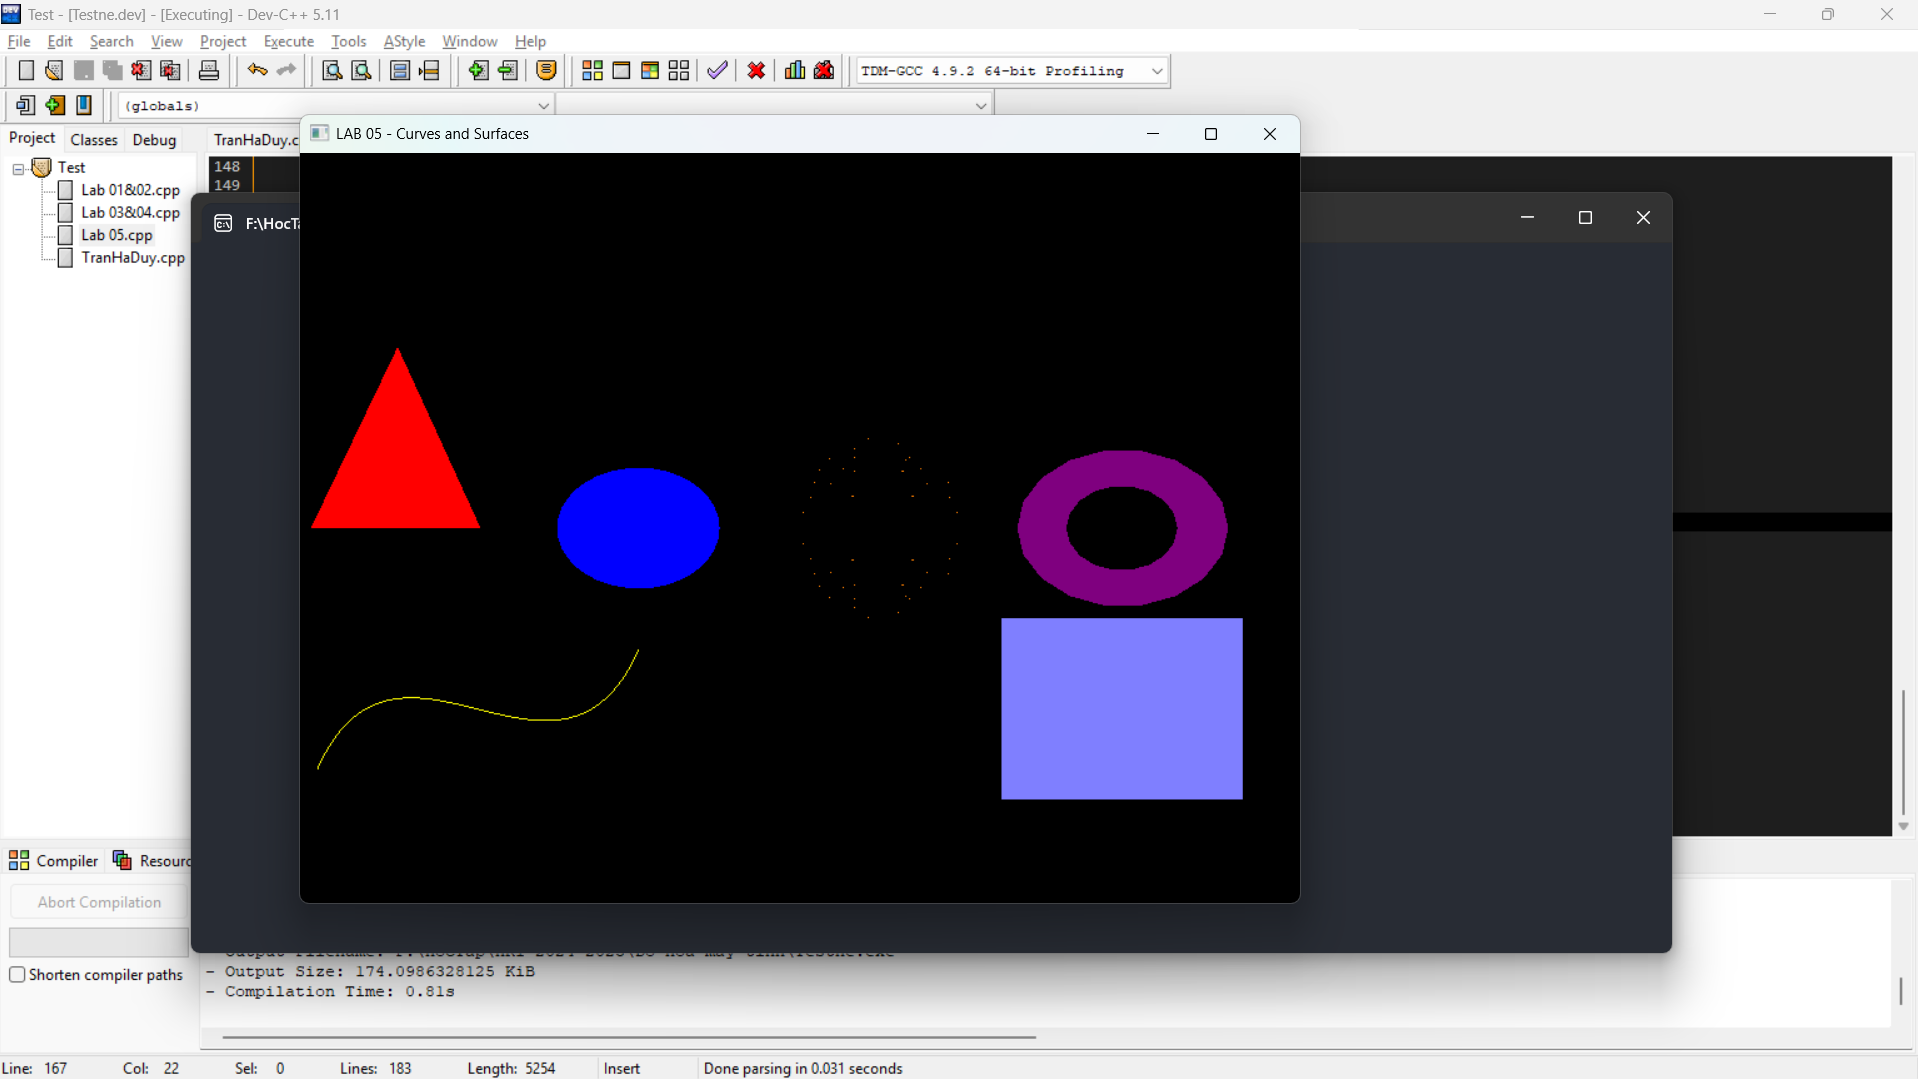 Test - [Testne.dev] - [Executing] - Dev-C++ 5.11
File Edit Search View Project Execute Tools AStyle Window Help
TDM-GCC 4.9.2 64-bit Profiling
(globals)
Project Classes Debug TranHaDuy.c
LAB 05 - Curves and Surfaces
Test
Lab 01&02.cpp
Lab 03&04.cpp
Lab 05.cpp
TranHaDuy.cpp
148
149
F:\HocTa
Compiler Resourc
Abort Compilation
Shorten compiler paths
- Output Size: 174.0986328125 KiB
- Compilation Time: 0.81s
Line: 167 Col: 22 Sel: 0 Lines: 183 Length: 5254 Insert Done parsing in 0.031 seconds